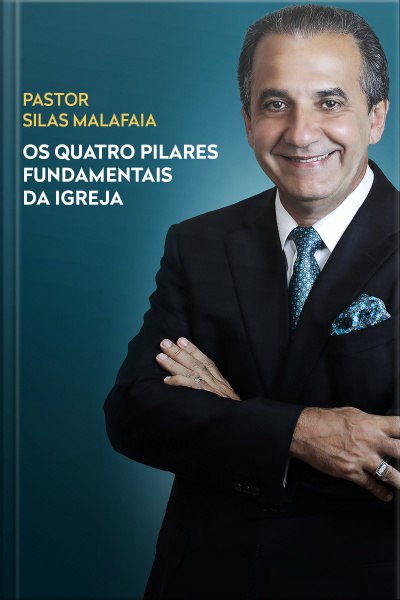 PASTOR
SILAS MALAFAIA
OS QUATRO PILARES
FUNDAMENTAIS
DA IGREJA